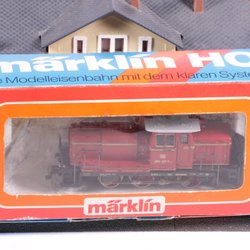 märklin HO
Modelleisenbahn mit dem klaren System
märklin